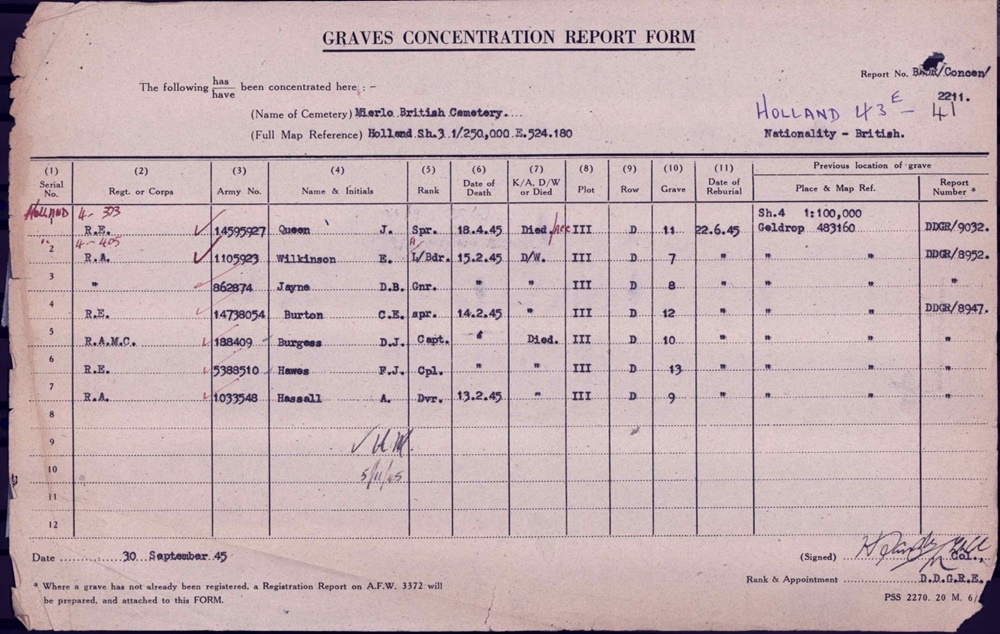 GRAVES CONCENTRATION REPORT FORM
Report No. BAOR/Concen/
2211.
The following has/have been concentrated here : -
HOLLAND 43 E - 41
(Name of Cemetery) Mierlo British Cemetery....
(Full Map Reference) Holland Sh.3 1/250,000 E.524.180
Nationality - British.
(1) Serial No. (2) Regt. or Corps (3) Army No. (4) Name & Initials (5) Rank (6) Date of Death (7) K/A, D/W or Died (8) Plot (9) Row (10) Grave (11) Date of Reburial Previous location of grave Place & Map Ref. Report Number *
HOLLAND 4- 373
Sh.4 1:100,000
1 R.E. 14595927 Queen J. Spr. 18.4.45 Died. Acc III D 11 22.6.45 Geldrop 483160 DDGR/9032.
" 4-405
2 R.A. 1105923 Wilkinson E. L/Bdr. 15.2.45 D/W. III D 7 " " " DDGR/8952.
3 " 862874 Jayne D.B. Gnr. " " III D 8 " " " "
4 R.E. 14738054 Burton C.E. spr. 14.2.45 " III D 12 " " " DDGR/8947.
5 R.A.M.C. 188409 Burgess D.J. Capt. " Died. III D 10 " " " "
6 R.E. 5388510 Hawes F.J. Cpl. " " III D 13 " " " "
7 R.A. 1033548 Hassall A. Dvr. 13.2.45 " III D 9 " " " "
8
9
10 5/11/45
11
12
Date 30 September 45
(Signed) Col.,
* Where a grave has not already been registered, a Registration Report on A.F.W. 3372 will
be prepared, and attached to this FORM.
Rank & Appointment D.D.G.R.E.
PSS 2270. 20 M. 6/